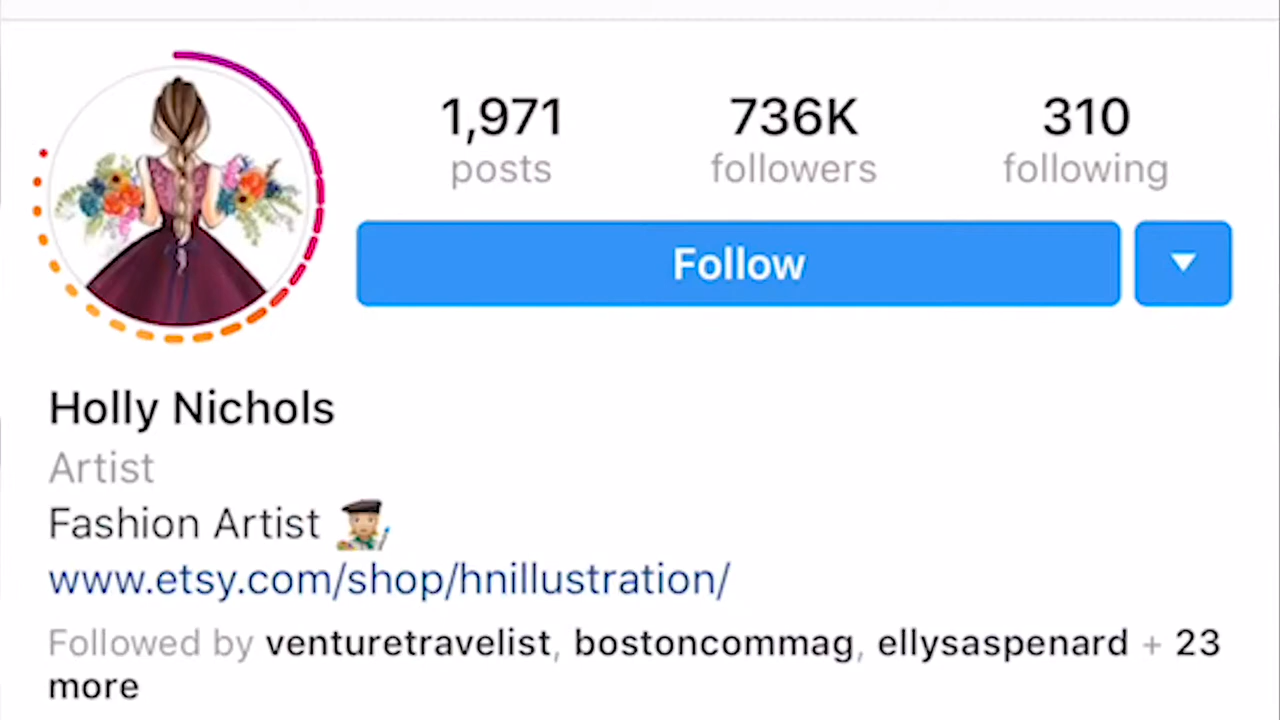 1,971 736K 310
posts followers following
Follow
Holly Nichols
Artist
Fashion Artist 👩🏼‍🎨
www.etsy.com/shop/hnillustration/
Followed by venturetravelist, bostoncommag, ellysaspenard + 23
more